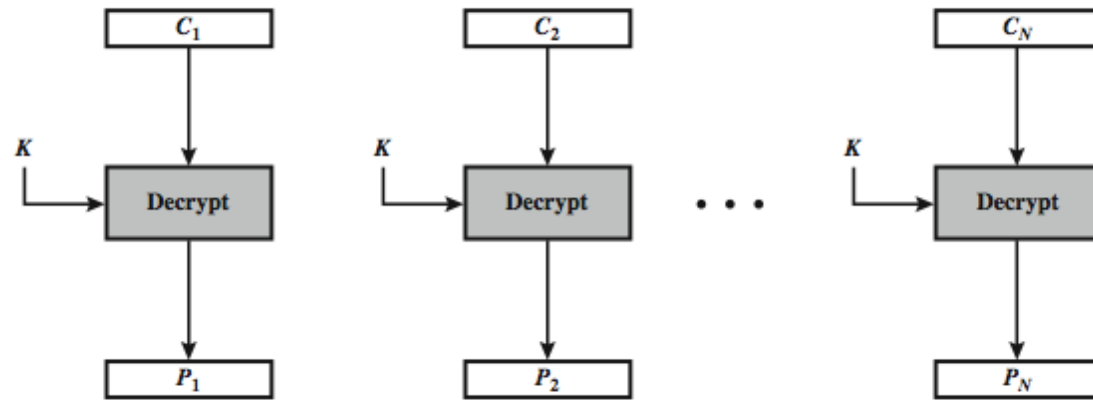 C1 C2 CN
K K K
Decrypt Decrypt • • • Decrypt
P1 P2 PN